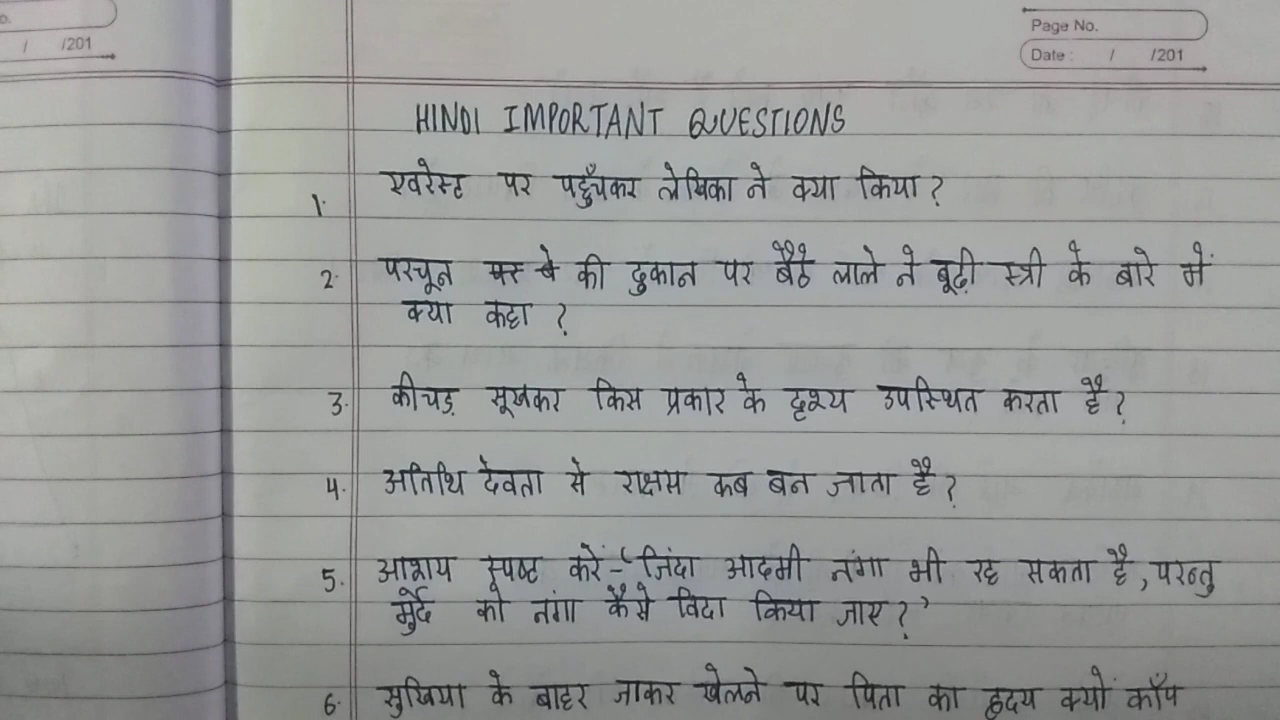 o.
/ /201
Page No.
Date : / /201
HINDI IMPORTANT QUESTIONS
1. एवरेस्ट पर पहुँचकर लेखिका ने क्या किया ?
2. परचून की दुकान पर बैठे लाले ने बूढ़ी स्त्री के बारे में
क्या कहा ?
3. कीचड़ सूखकर किस प्रकार के दृश्य उपस्थित करता है ?
4. अतिथि देवता से राक्षस कब बन जाता है ?
5. आशय स्पष्ट करें - 'जिंदा आदमी नंगा भी रह सकता है, परन्तु
मुर्दे को नंगा कैसे विदा किया जाए ?'
6. सुखिया के बाहर जाकर खेलने पर पिता का हृदय क्यों काँप